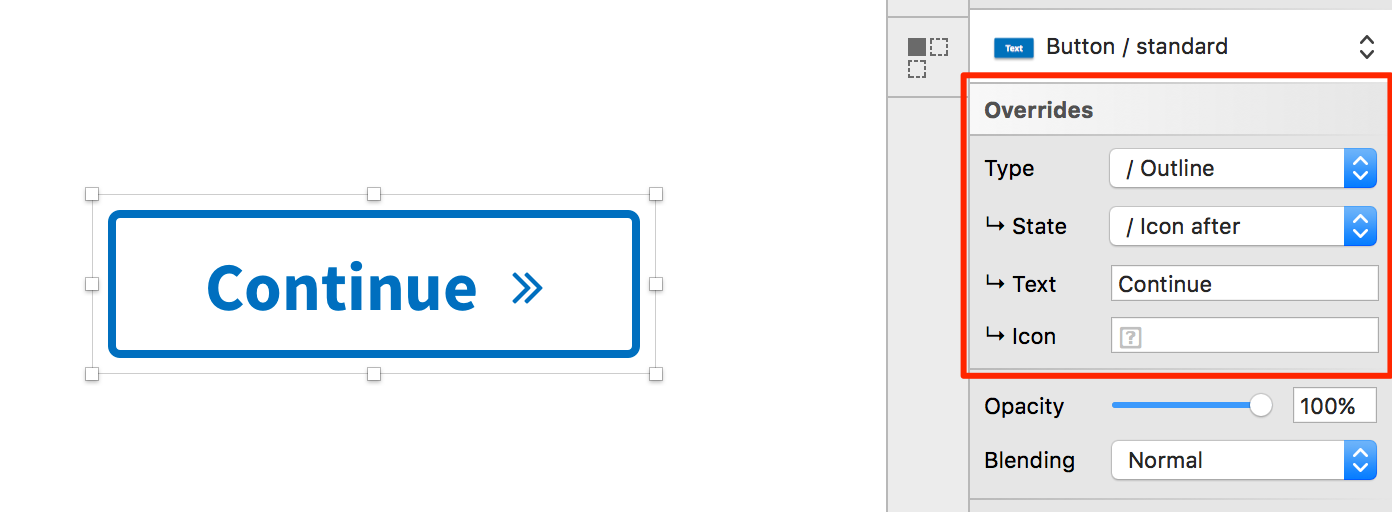 Continue »
Text Button / standard
Overrides
Type / Outline
↳ State / Icon after
↳ Text Continue
↳ Icon ?
Opacity 100%
Blending Normal